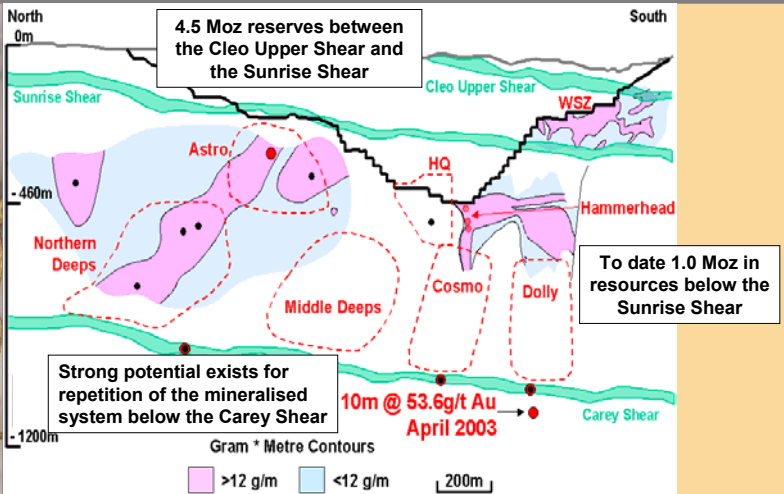 North
South
0m
4.5 Moz reserves between
the Cleo Upper Shear and
the Sunrise Shear
Sunrise Shear
Cleo Upper Shear
WSZ
Astro
HQ
- 460m
Hammerhead
Northern
Deeps
Middle Deeps
Cosmo
Dolly
To date 1.0 Moz in
resources below the
Sunrise Shear
Strong potential exists for
repetition of the mineralised
system below the Carey Shear
10m @ 53.6g/t Au
April 2003
Carey Shear
- 1200m
Gram * Metre Contours
>12 g/m
<12 g/m
200m